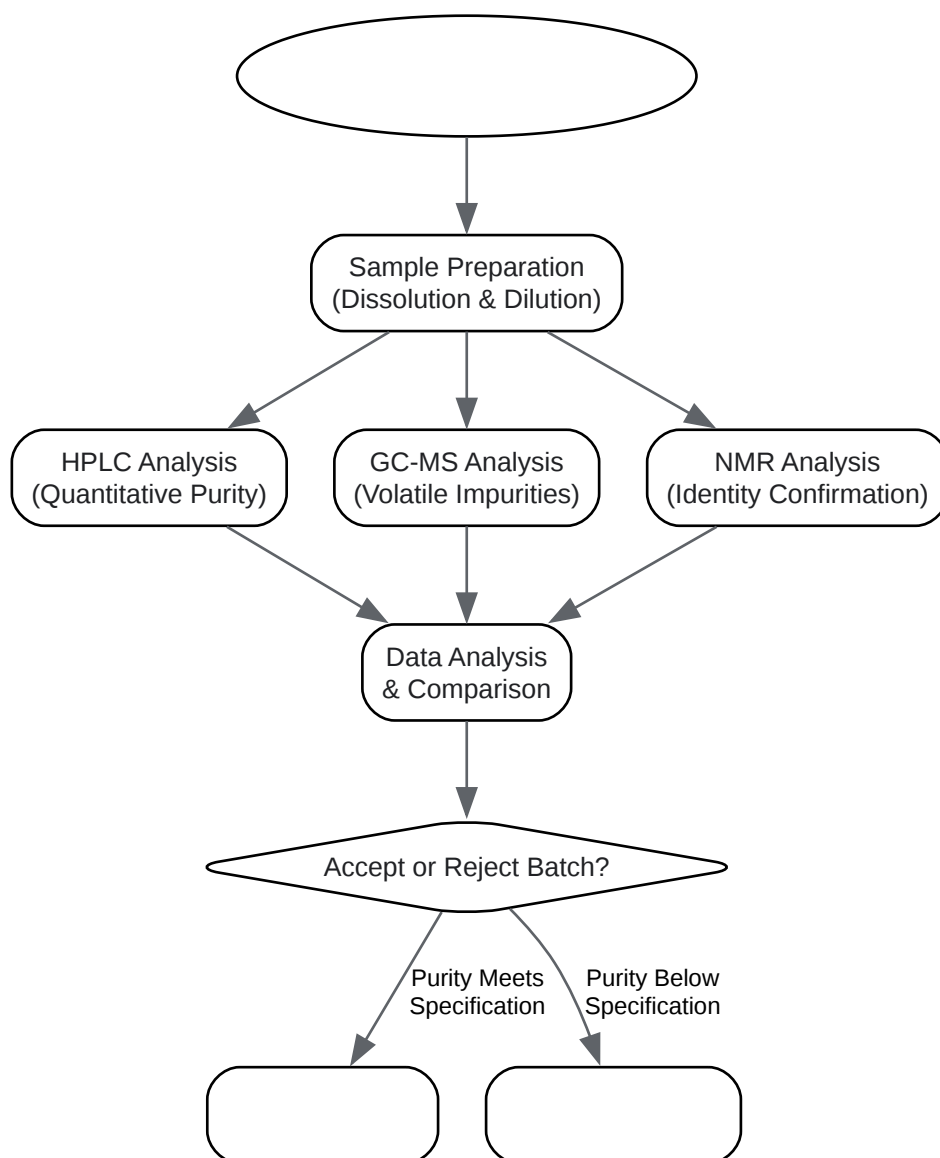 Sample Preparation
(Dissolution & Dilution)
HPLC Analysis
(Quantitative Purity)
GC-MS Analysis
(Volatile Impurities)
NMR Analysis
(Identity Confirmation)
Data Analysis
& Comparison
Accept or Reject Batch?
Purity Meets
Specification
Purity Below
Specification